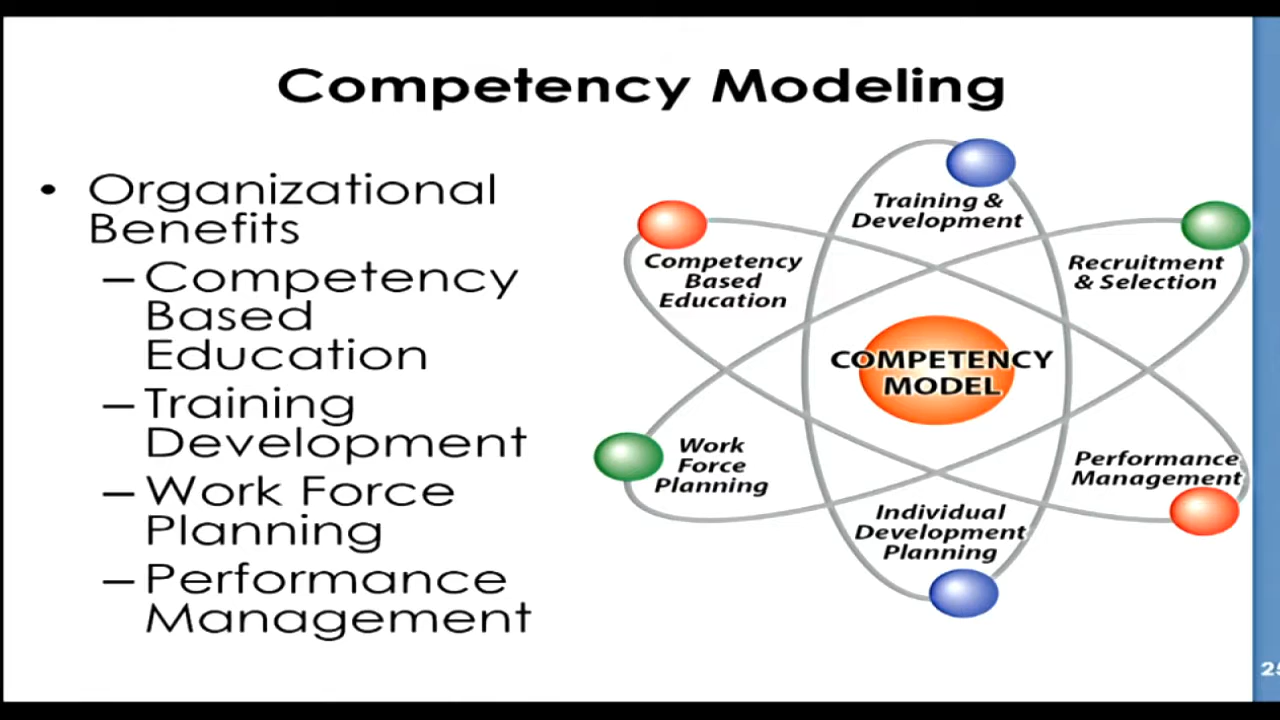 Competency Modeling
• Organizational
Benefits
– Competency
Based
Education
– Training
Development
– Work Force
Planning
– Performance
Management
Training &
Development
Competency
Based
Education
Recruitment
& Selection
COMPETENCY
MODEL
Work
Force
Planning
Performance
Management
Individual
Development
Planning